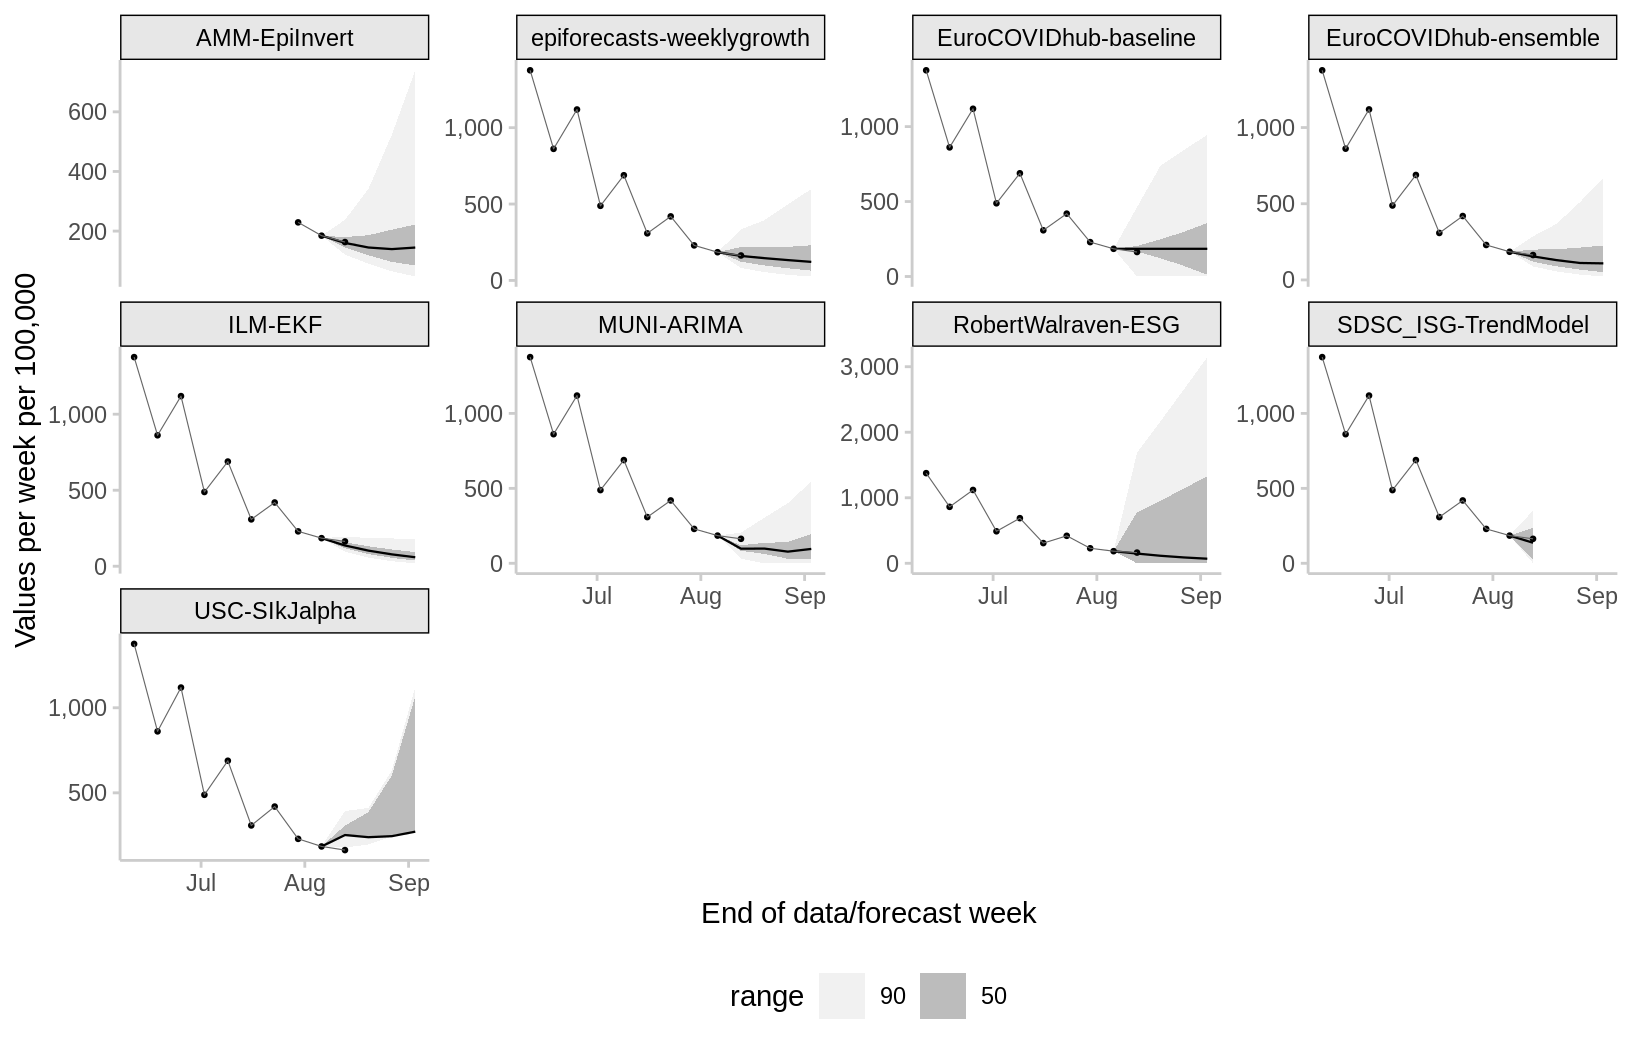 AMM-EpiInvert
epiforecasts-weeklygrowth
EuroCOVIDhub-baseline
EuroCOVIDhub-ensemble
600
400
200
1,000
500
0
1,000
500
0
1,000
500
0
Values per week per 100,000
ILM-EKF
MUNI-ARIMA
RobertWalraven-ESG
SDSC_ISG-TrendModel
1,000
500
0
1,000
500
0
3,000
2,000
1,000
0
1,000
500
0
Jul Aug Sep
Jul Aug Sep
Jul Aug Sep
USC-SIkJalpha
1,000
500
Jul Aug Sep
End of data/forecast week
range 90 50